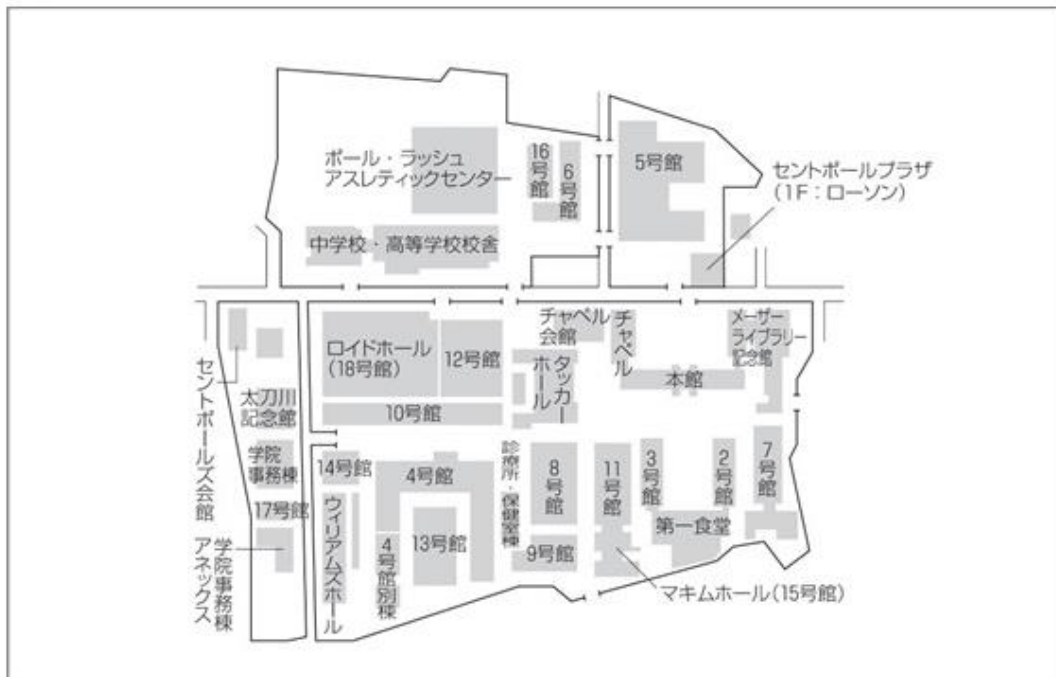 ポール・ラッシュ
アスレティックセンター
16号館
6号館
5号館
セントポールプラザ
(1F:ローソン)
中学校・高等学校校舎
ロイドホール
(18号館)
12号館
10号館
チャペル
会館
チャペル
タッカー
ホール
本館
メーザー
ライブラリー
記念館
セントポールズ会館
太刀川
記念館
学院
事務棟
17号館
学院事務棟
アネックス
14号館
ウィリアムズホール
4号館
4号館別棟
13号館
診療所・保健室棟
8号館
9号館
11号館
3号館
2号館
7号館
第一食堂
マキムホール(15号館)